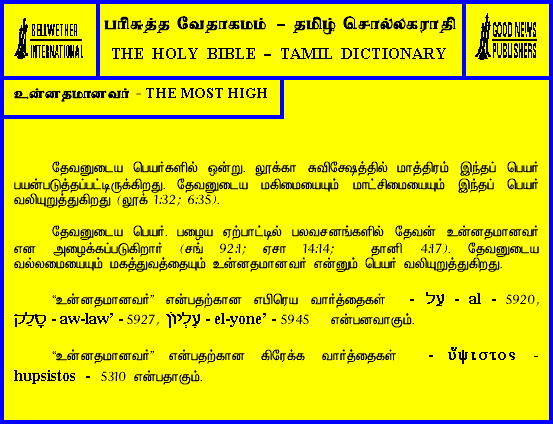 BELLWETHER
INTERNATIONAL
பரிசுத்த வேதாகமம் – தமிழ் சொல்லகராதி
THE HOLY BIBLE – TAMIL DICTIONARY
GOOD NEWS
PUBLISHERS
உன்னதமானவர் - THE MOST HIGH
தேவனுடைய பெயர்களில் ஒன்று. லூக்கா சுவிசேஷத்தில் மாத்திரம் இந்தப் பெயர்
பயன்படுத்தப்பட்டிருக்கிறது. தேவனுடைய மகிமையையும் மாட்சிமையையும் இந்தப் பெயர்
வலியுறுத்துகிறது (லூக் 1:32; 6:35).
தேவனுடைய பெயர். பழைய ஏற்பாட்டில் பலவசனங்களில் தேவன் உன்னதமானவர்
என அழைக்கப்படுகிறார் (சங் 92:1; ஏசா 14:14; தானி 4:17). தேவனுடைய
வல்லமையையும் மகத்துவத்தையும் உன்னதமானவர் என்னும் பெயர் வலியுறுத்துகிறது.
“உன்னதமானவர்” என்பதற்கான எபிரெய வார்த்தைகள் - עַל - al - 5920,
סָלַק - aw-law’ - 5927, עֶלְיוֹן - el-yone’ - 5945 என்பனவாகும்.
“உன்னதமானவர்” என்பதற்கான கிரேக்க வார்த்தைகள் - ὕψιστος -
hupsistos - 5310 என்பதாகும்.